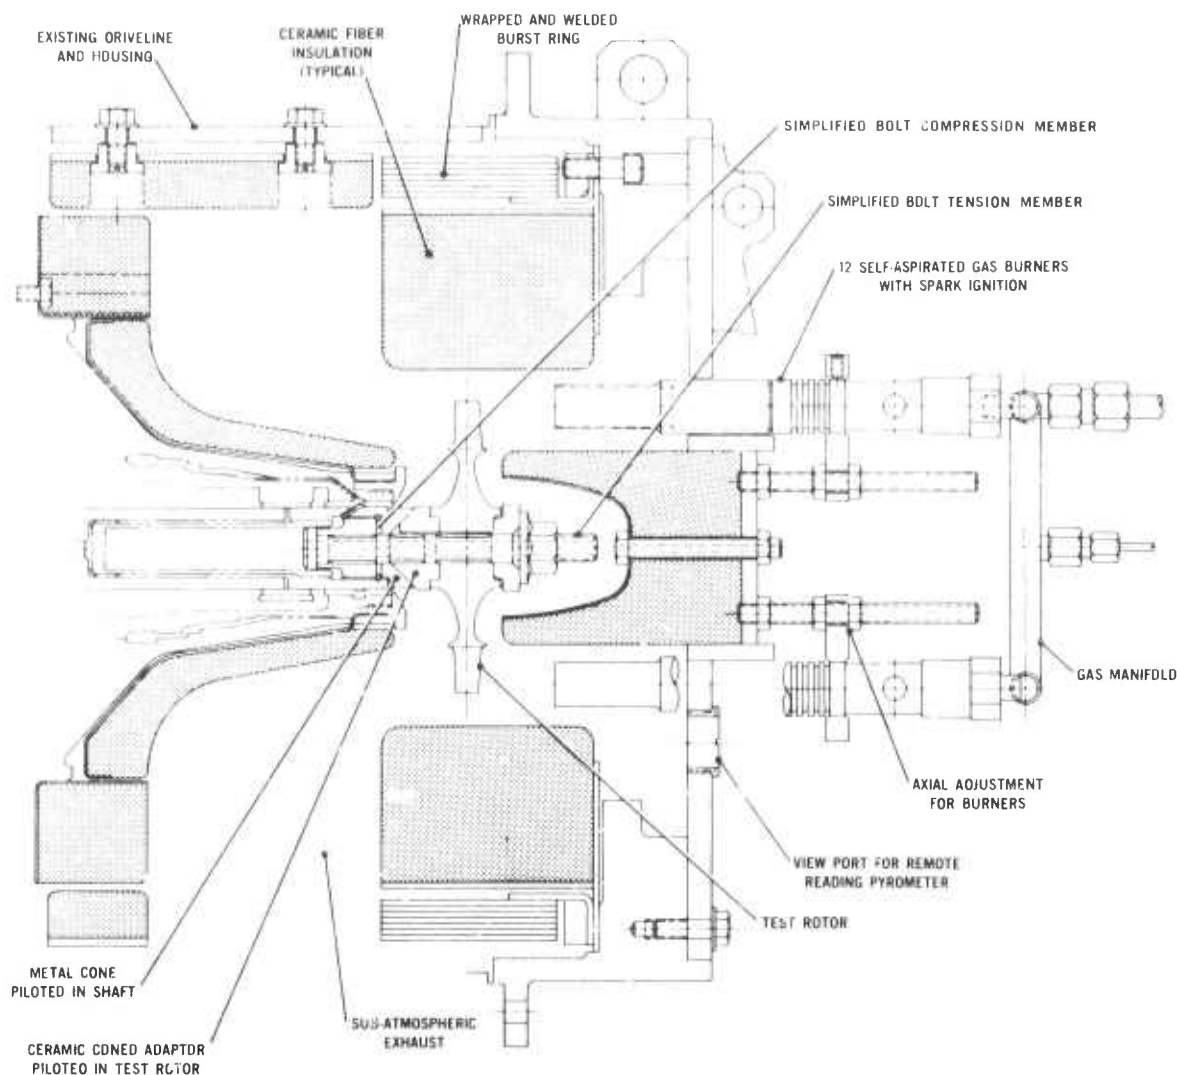 WRAPPED AND WELDED
BURST RING
EXISTING ORIVELINE
AND HOUSING
CERAMIC FIBER
INSULATION
(TYPICAL)
SIMPLIFIED BOLT COMPRESSION MEMBER
SIMPLIFIED BOLT TENSION MEMBER
12 SELF-ASPIRATED GAS BURNERS
WITH SPARK IGNITION
GAS MANIFOLD
AXIAL ADJUSTMENT
FOR BURNERS
VIEW PORT FOR REMOTE
READING PYROMETER
TEST ROTOR
METAL CONE
PILOTED IN SHAFT
SUB-ATMOSPHERIC
EXHAUST
CERAMIC CONED ADAPTOR
PILOTED IN TEST ROTOR